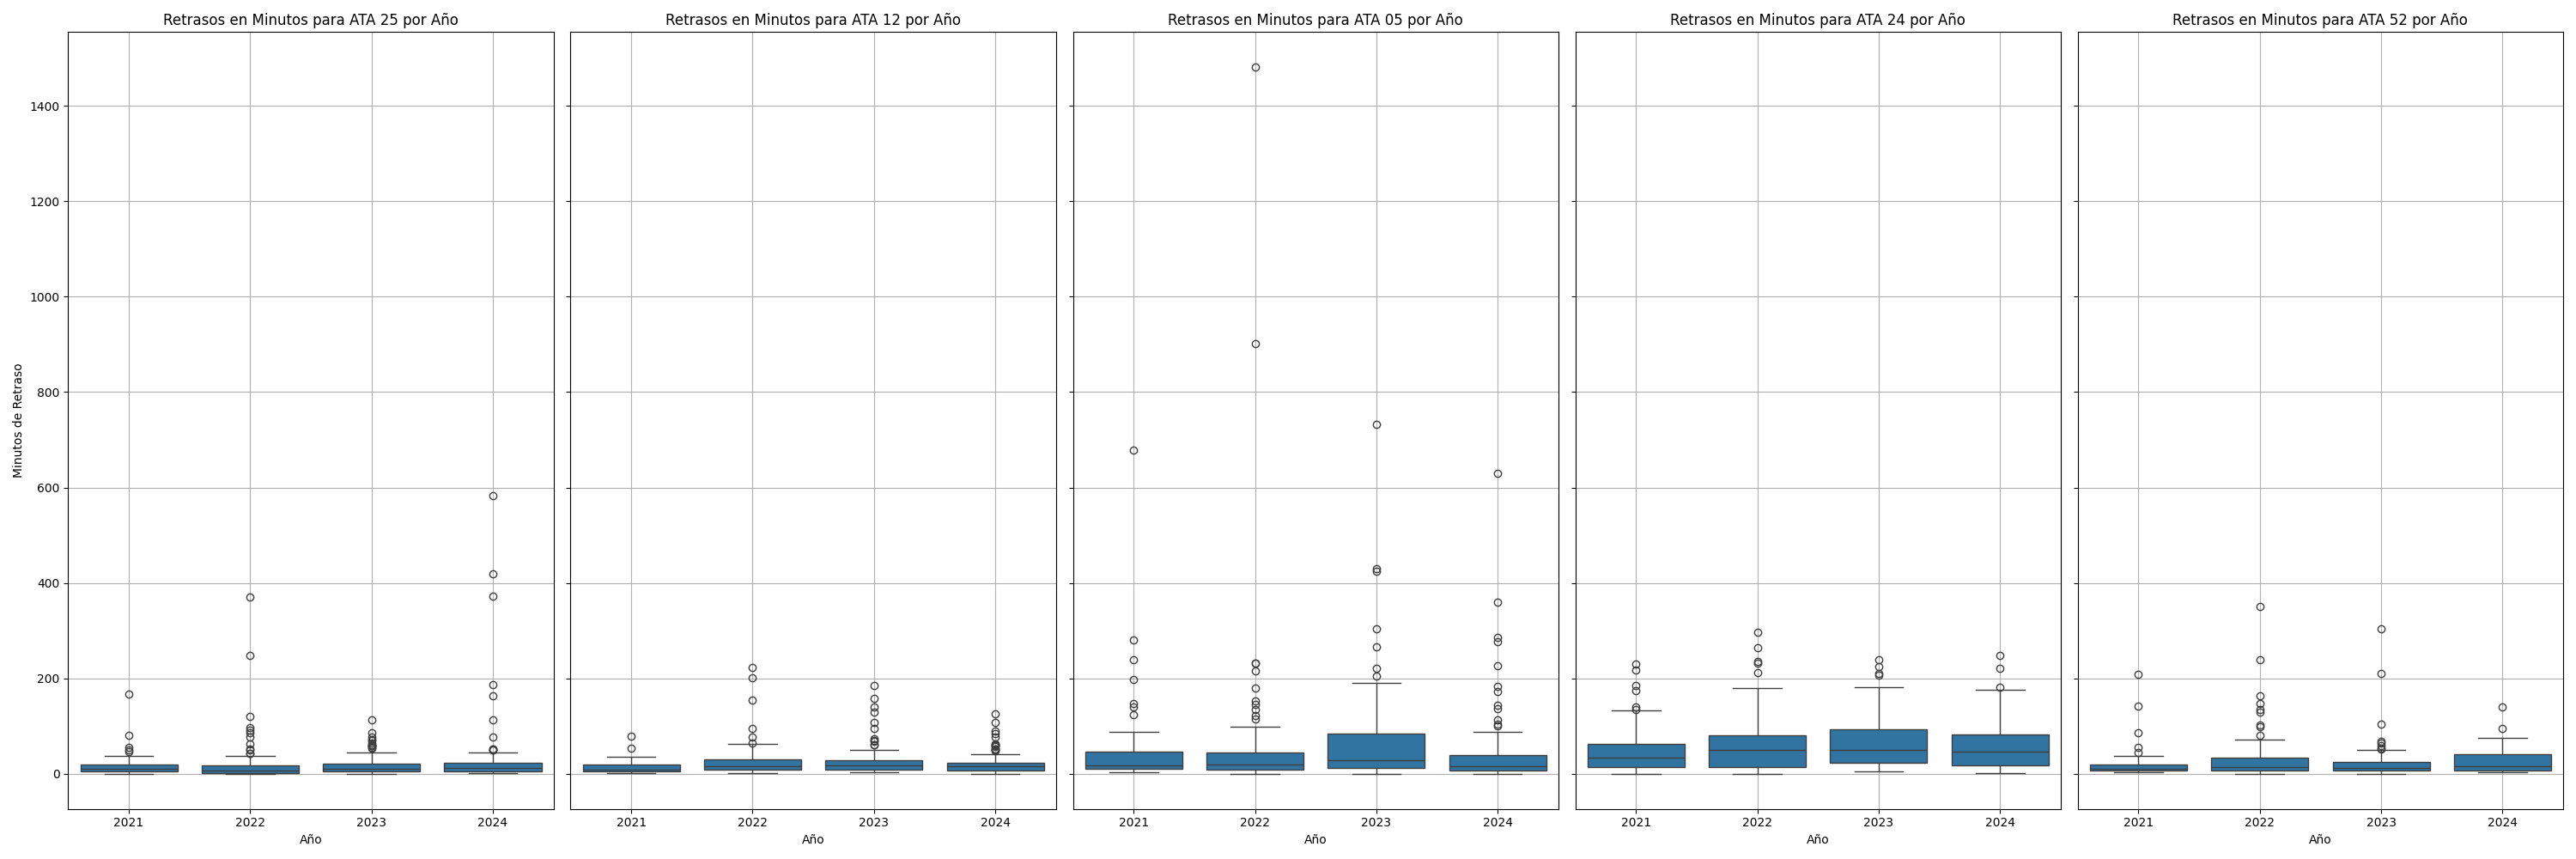 Retrasos en Minutos para ATA 25 por Año
Retrasos en Minutos para ATA 12 por Año
Retrasos en Minutos para ATA 05 por Año
Retrasos en Minutos para ATA 24 por Año
Retrasos en Minutos para ATA 52 por Año
Minutos de Retraso
1400
1200
1000
800
600
400
200
0
2021 2022 2023 2024
Año
2021 2022 2023 2024
Año
2021 2022 2023 2024
Año
2021 2022 2023 2024
Año
2021 2022 2023 2024
Año